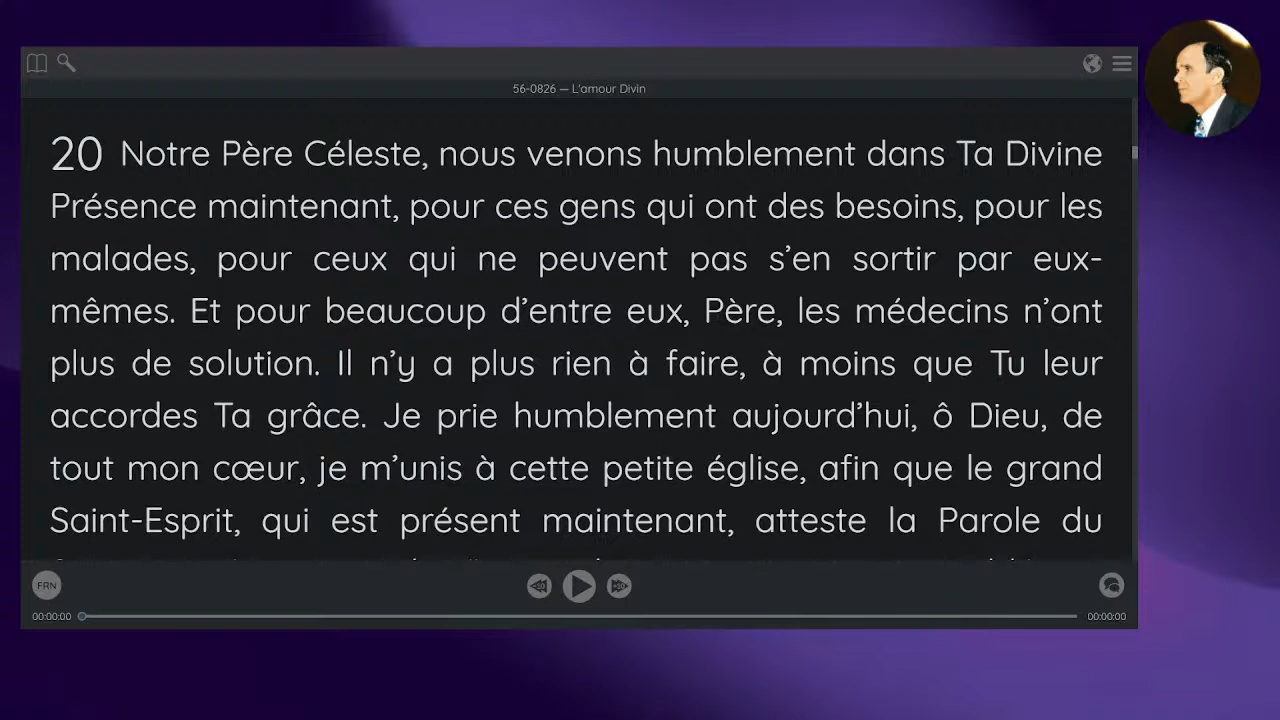 56-0826 — L'amour Divin
20 Notre Père Céleste, nous venons humblement dans Ta Divine
Présence maintenant, pour ces gens qui ont des besoins, pour les
malades, pour ceux qui ne peuvent pas s’en sortir par eux-
mêmes. Et pour beaucoup d’entre eux, Père, les médecins n’ont
plus de solution. Il n’y a plus rien à faire, à moins que Tu leur
accordes Ta grâce. Je prie humblement aujourd’hui, ô Dieu, de
tout mon cœur, je m’unis à cette petite église, afin que le grand
Saint-Esprit, qui est présent maintenant, atteste la Parole du
FRN
00:00:00
00:00:00